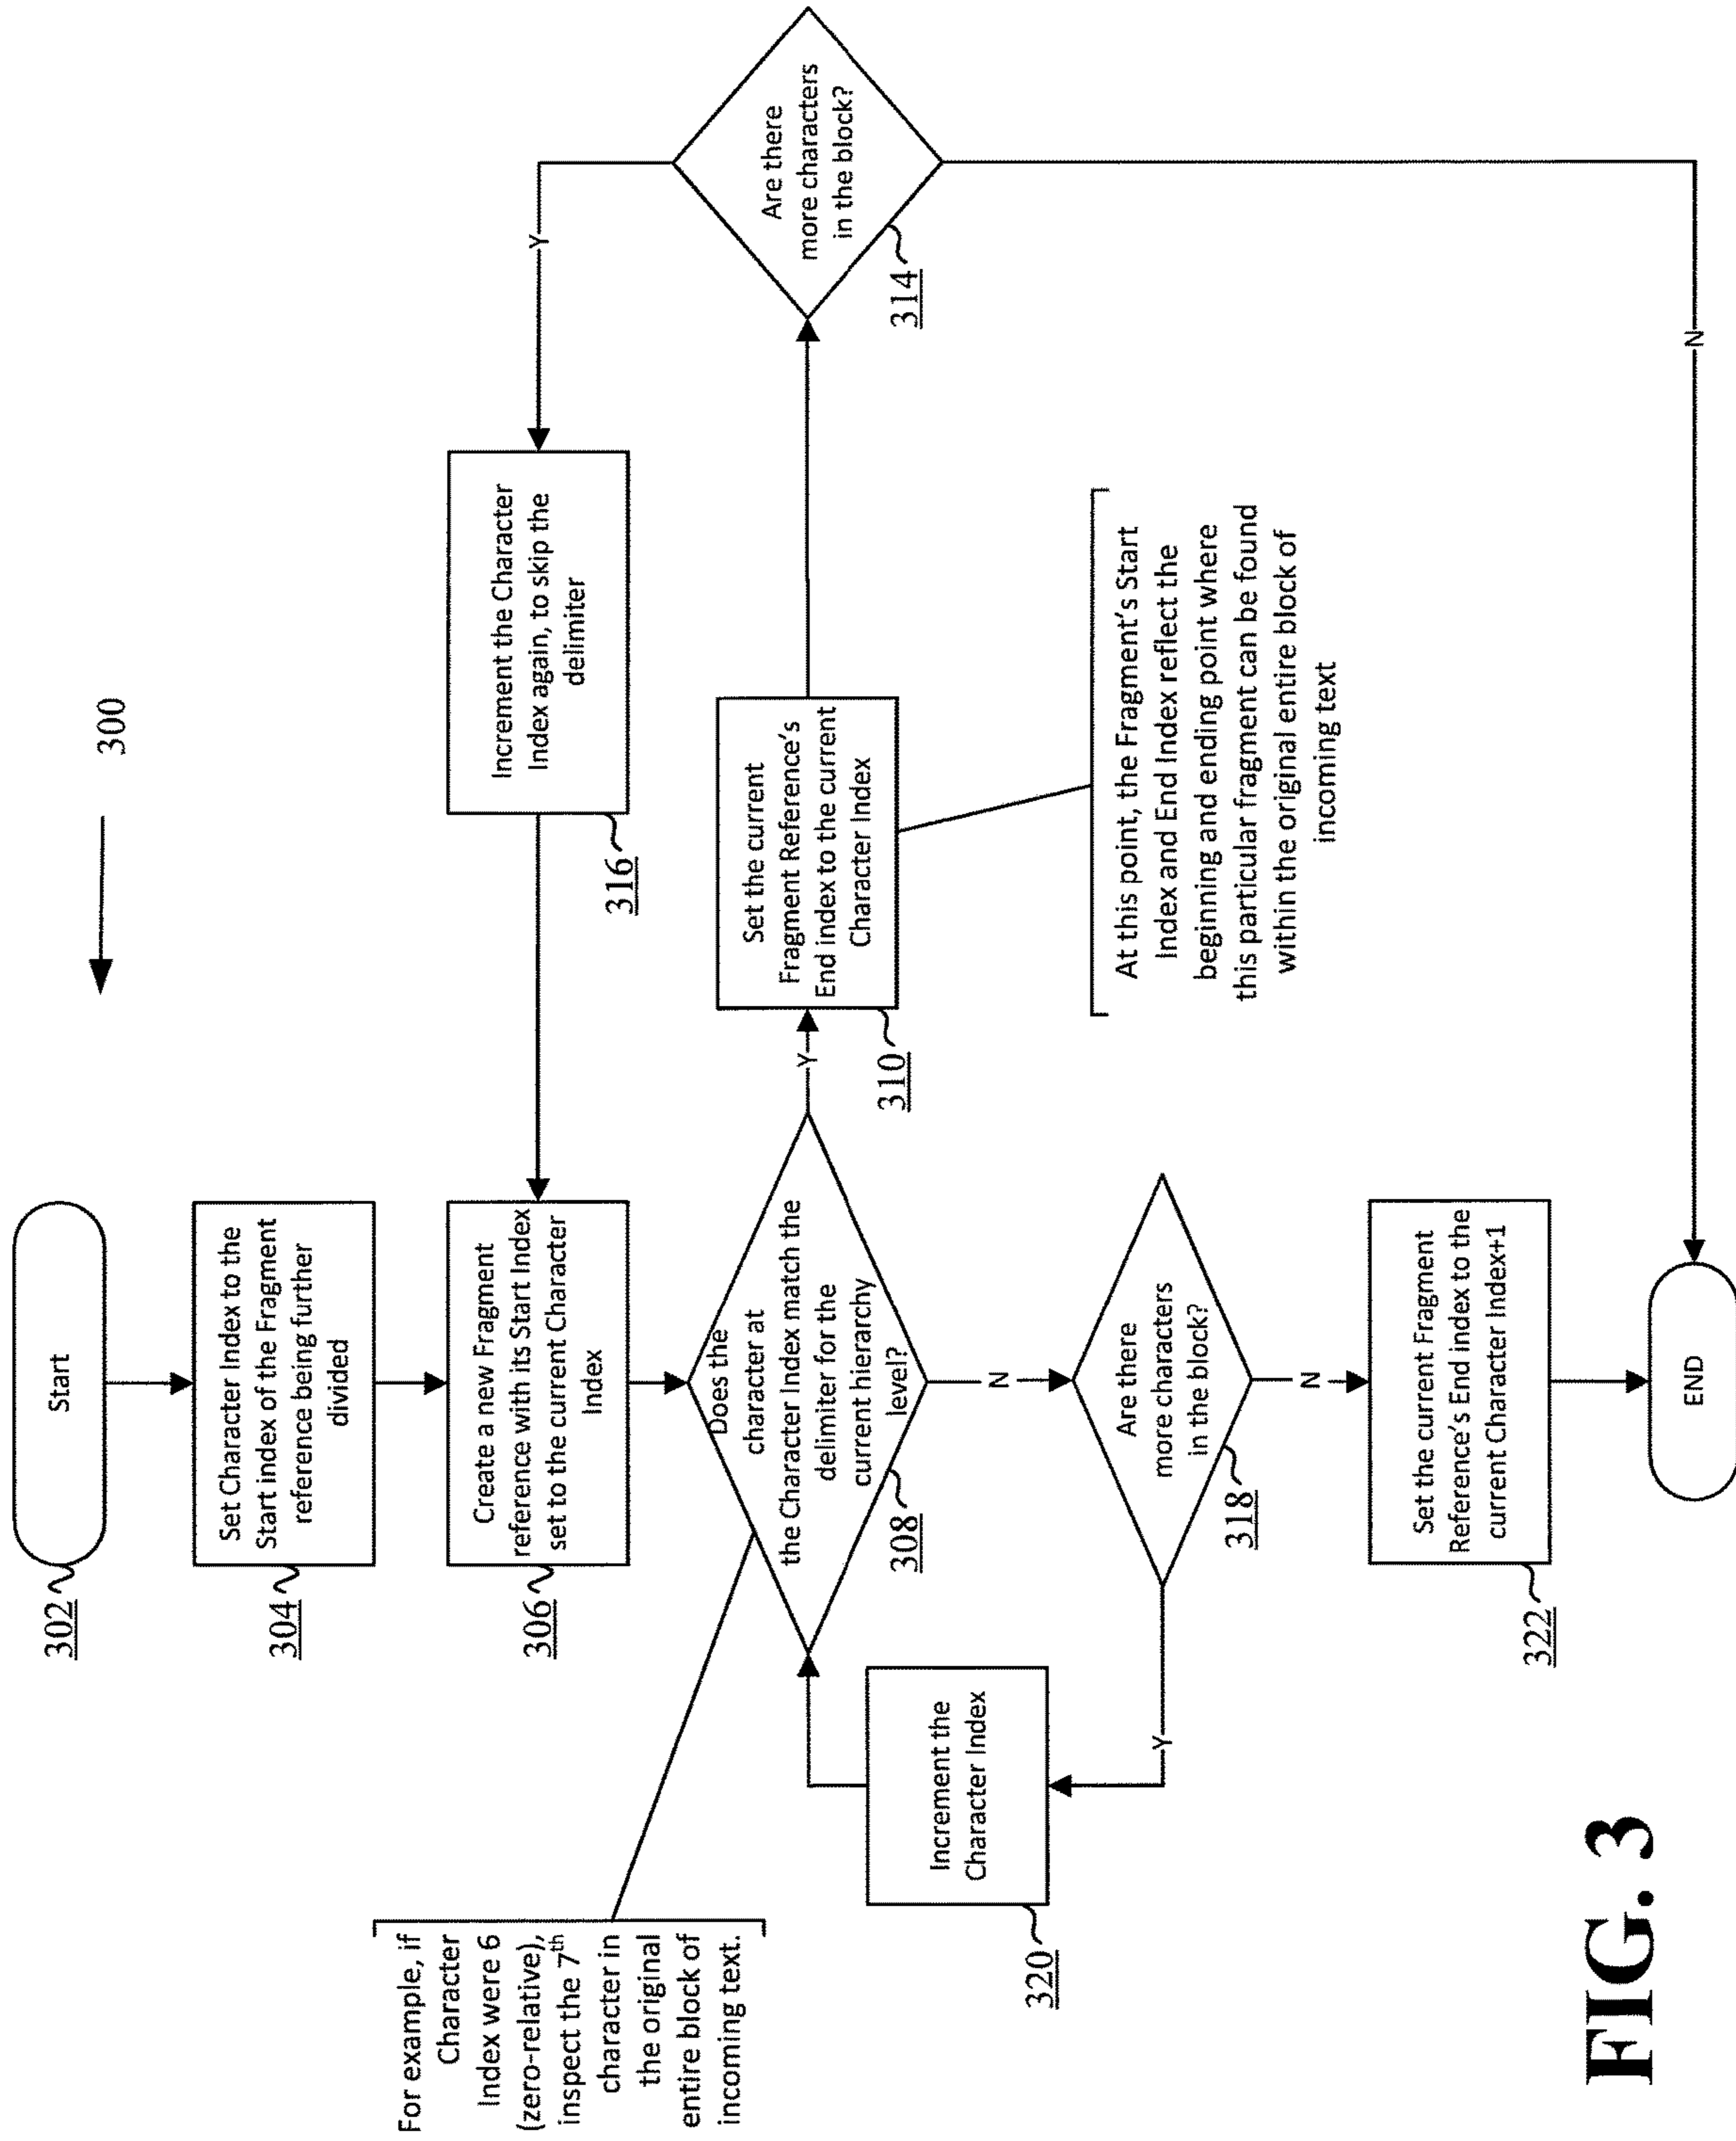 300
Start
302
Set Character Index to the
Start index of the Fragment
reference being further
divided
304
Create a new Fragment
reference with its Start Index
set to the current Character
Index
306
Increment the Character
Index again, to skip the
delimiter
316
Y
For example, if
Character
Index were 6
(zero-relative),
inspect the 7th
character in
the original
entire block of
incoming text.
Does the
character at
the Character Index match the
delimiter for the
current hierarchy
level?
308
Y
Set the current
Fragment Reference's
End index to the current
Character Index
310
Are there
more characters
in the block?
314
At this point, the Fragment's Start
Index and End Index reflect the
beginning and ending point where
this particular fragment can be found
within the original entire block of
incoming text
N
Increment the
Character Index
320
Y
Are there
more characters
in the block?
318
N
Set the current Fragment
Reference's End index to the
current Character Index+1
322
N
END
FIG. 3